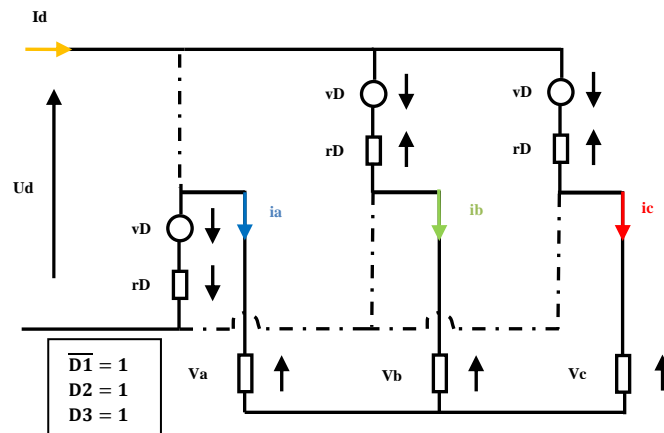 Id
vD
vD
rD
rD
Ud
ia
ib
ic
vD
rD
Va
Vb
Vc
D̅1̅ = 1
D2 = 1
D3 = 1